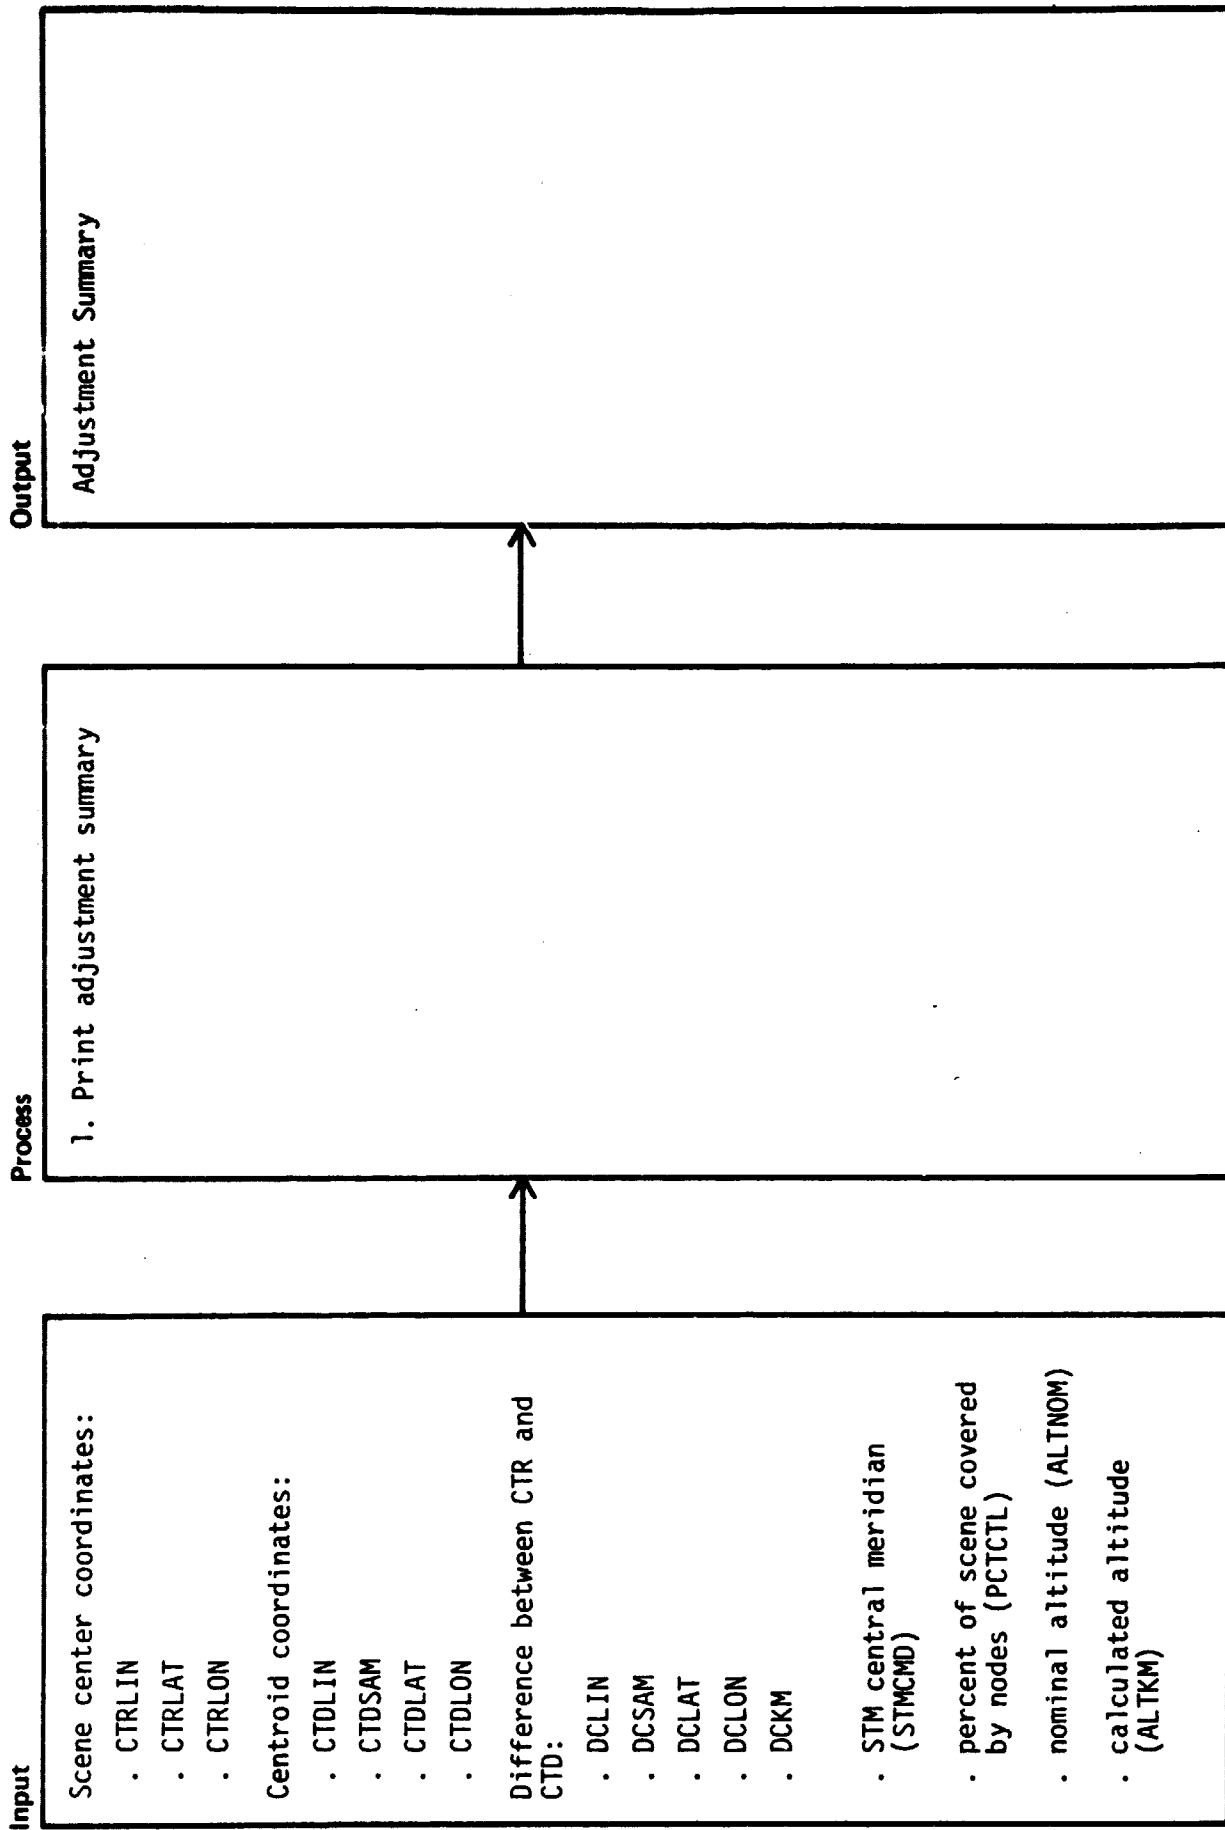 Input
Scene center coordinates:
. CTRLIN
. CTRLAT
. CTRLON
Centroid coordinates:
. CTDLIN
. CTDSAM
. CTDLAT
. CTDLON
Difference between CTR and
CTD:
. DCLIN
. DCSAM
. DCLAT
. DCLON
. DCKM
. STM central meridian
(STMCMD)
. percent of scene covered
by nodes (PCTCTL)
. nominal altitude (ALTNOM)
. calculated altitude
(ALTKM)
Process
1. Print adjustment summary
Output
Adjustment Summary